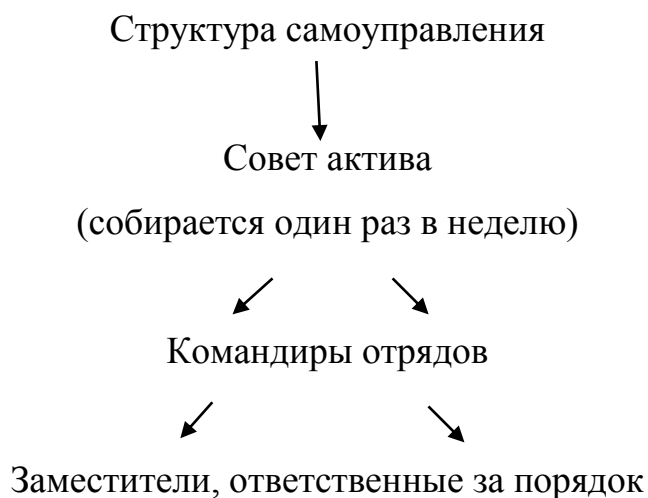 Структура самоуправления
Совет актива
(собирается один раз в неделю)
Командиры отрядов
Заместители, ответственные за порядок